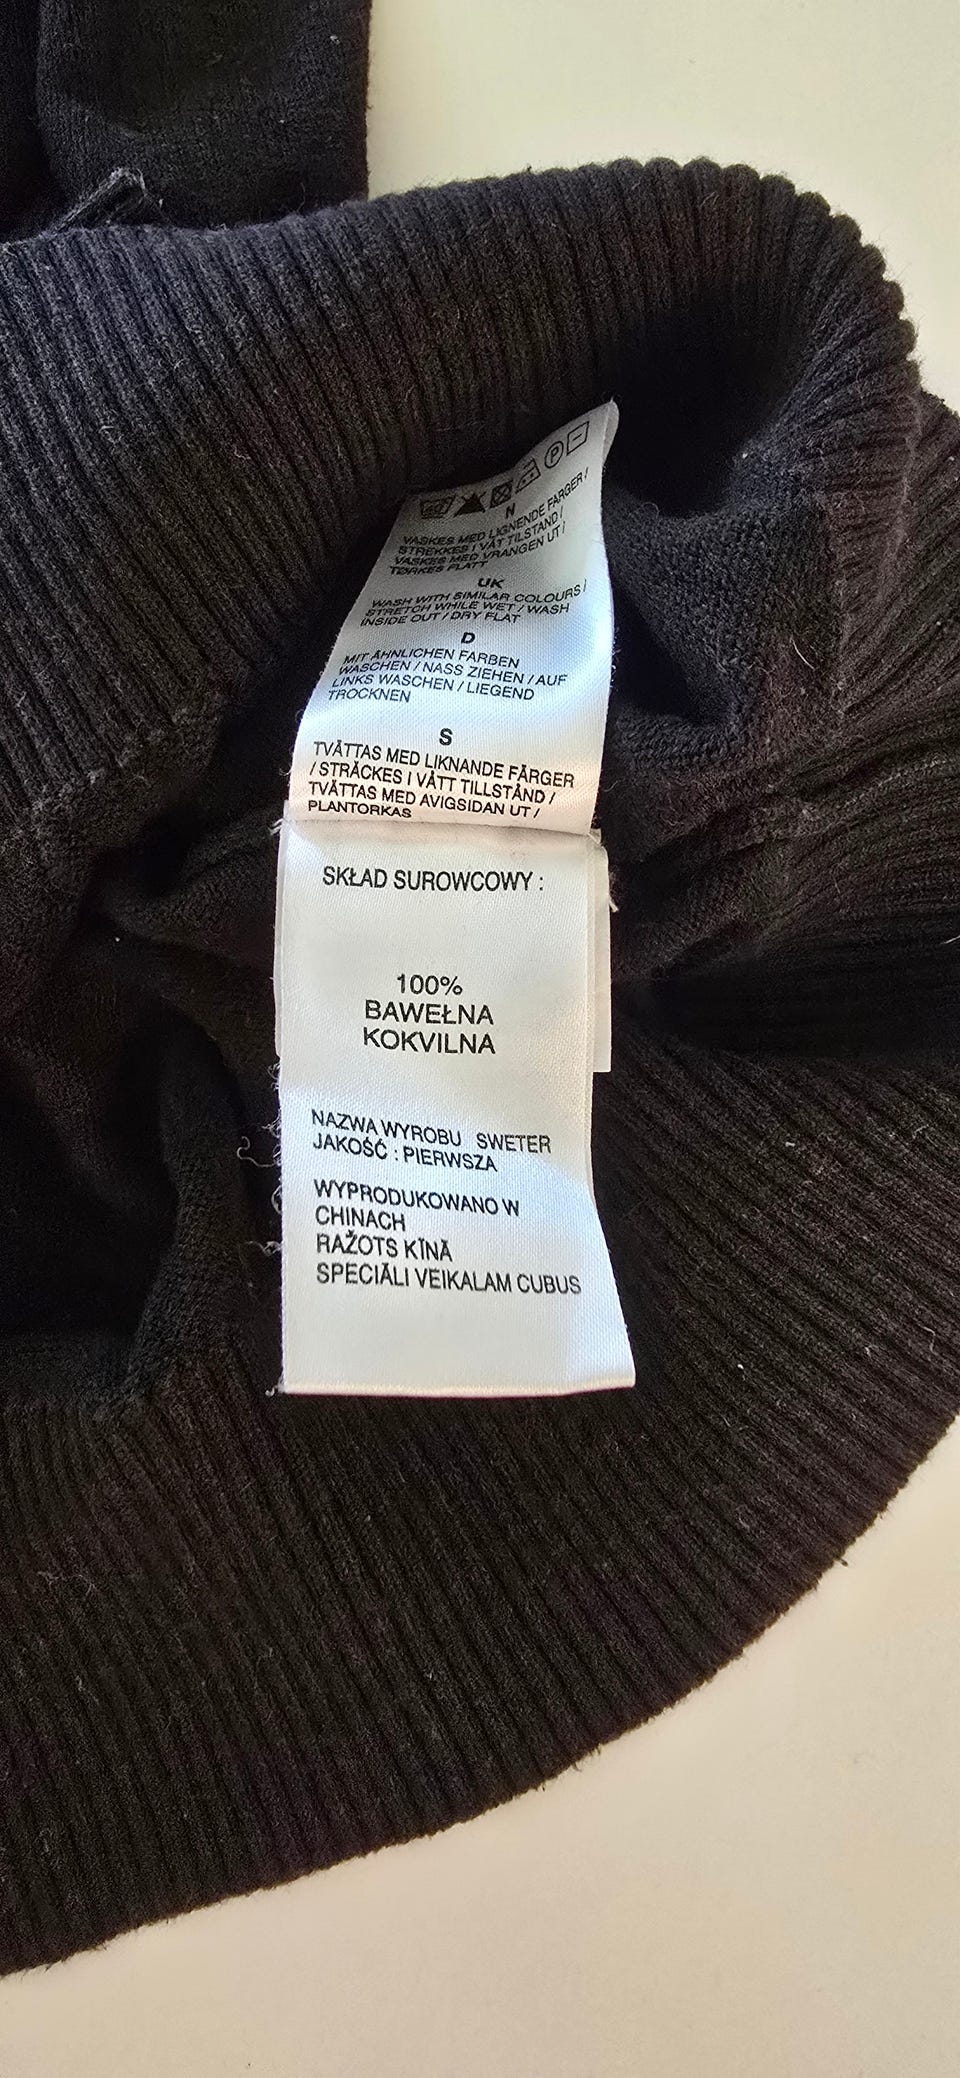 N
VASKES MED LIGNENDE FARGER /
STREKKES I VÅT TILSTAND /
VASKES MED VRANGEN UT /
TØRKES FLATT
UK
WASH WITH SIMILAR COLOURS /
STRETCH WHILE WET / WASH
INSIDE OUT / DRY FLAT
D
MIT ÄHNLICHEN FARBEN
WASCHEN / NASS ZIEHEN / AUF
LINKS WASCHEN / LIEGEND
TROCKNEN
S
TVÄTTAS MED LIKNANDE FÄRGER
/ STRÄCKES I VÅTT TILLSTÅND /
TVÄTTAS MED AVIGSIDAN UT /
PLANTORKAS
SKŁAD SUROWCOWY :
100%
BAWEŁNA
KOKVILNA
NAZWA WYROBU SWETER
JAKOŚĆ : PIERWSZA
WYPRODUKOWANO W
CHINACH
RAŽOTS ĶĪNĀ
SPECIĀLI VEIKALAM CUBUS